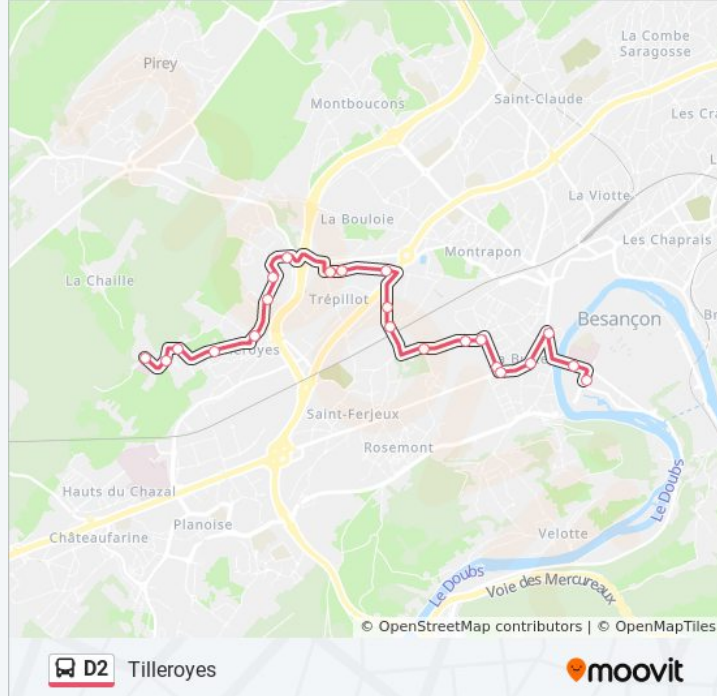 La Combe
Saragosse
Pirey
Montboucons
Saint-Claude
Les Cra
La Viotte
La Bouloie
Les Chaprais
Montrapon
La Chaille
Trépillot
Besançon
Br
Saint-Ferjeux
Rosemont
Hauts du Chazal
Planoise
Châteaufarine
Velotte
Le Doubs
Le Doubs
Voie des Mercureaux
© OpenStreetMap contributors | © OpenMapTiles
D2 Tilleroyes
moovit